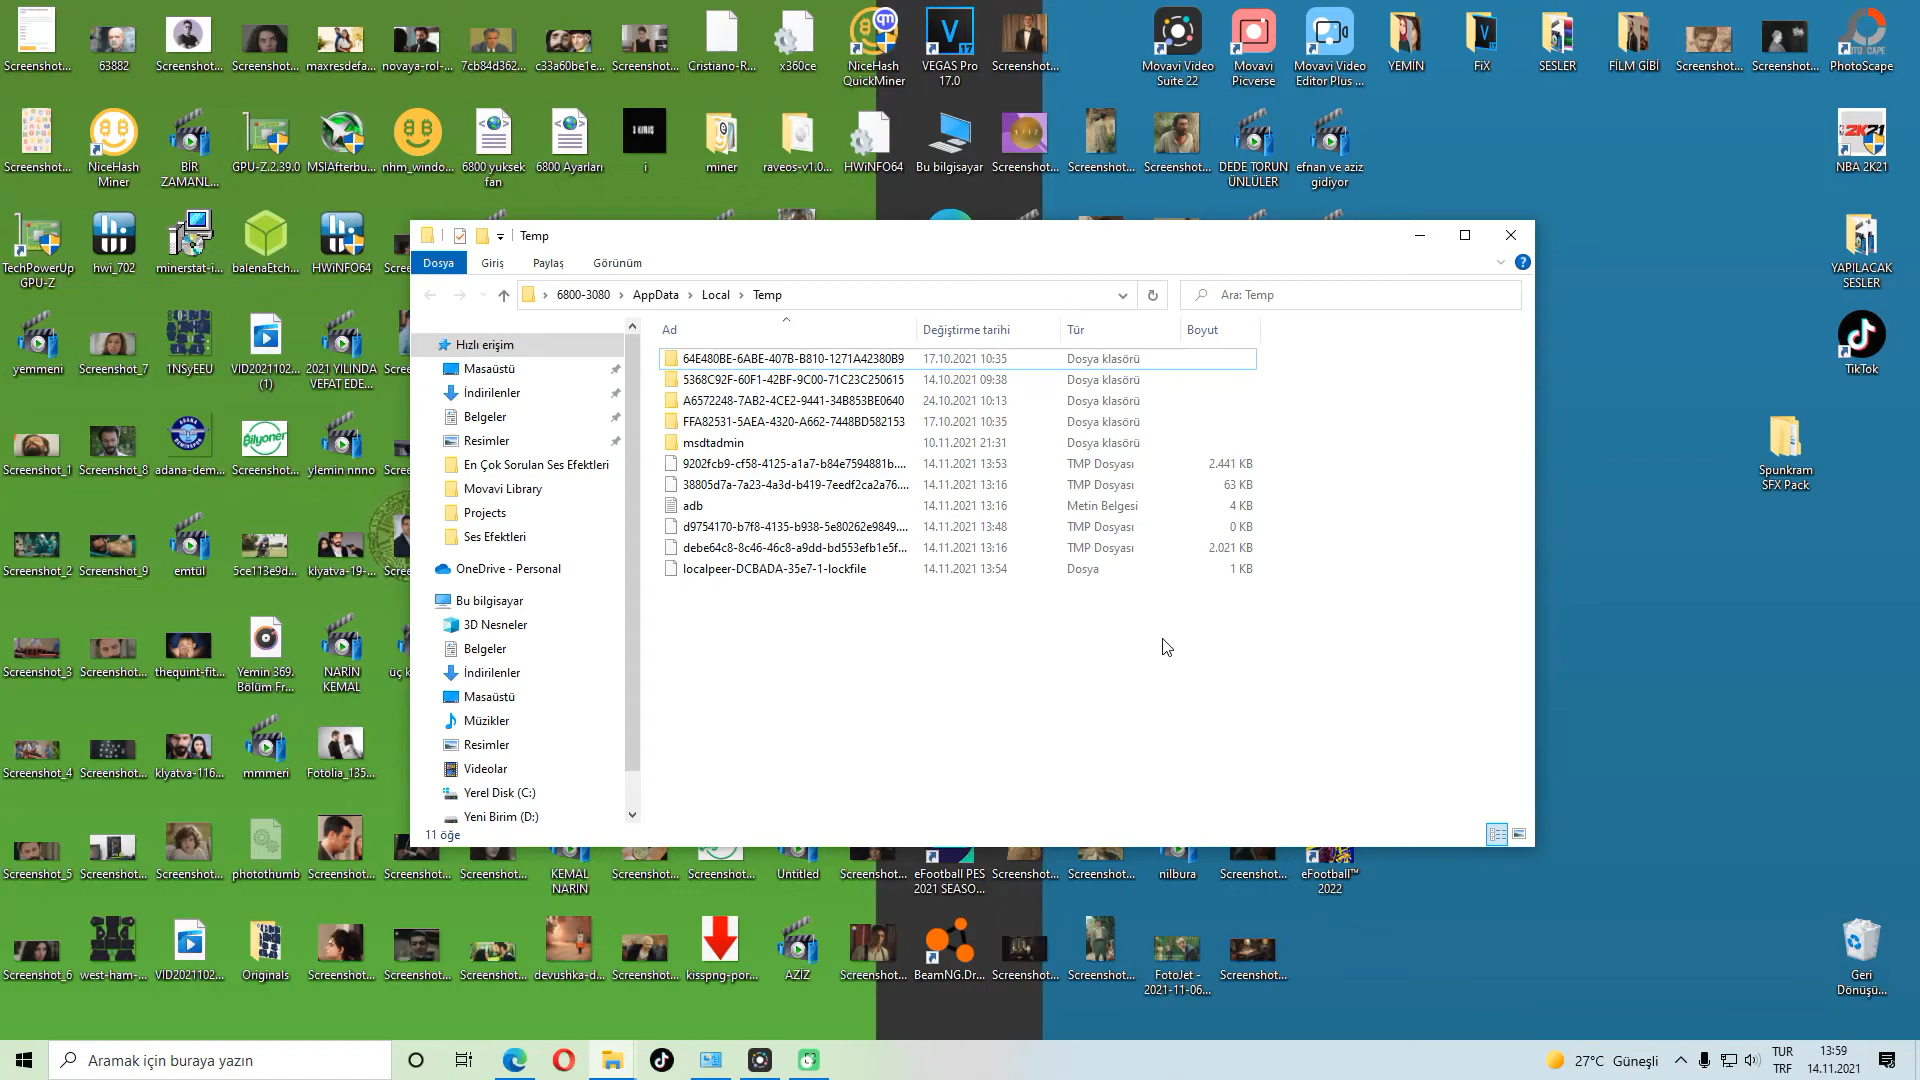 Screenshot...
63882
Screenshot...
Screenshot...
maxresdefa...
novaya-rol-...
7cb84d362...
c33a60be1e...
Screenshot...
Cristiano-R...
x360ce
NiceHash
QuickMiner
VEGAS Pro
17.0
Screenshot...
Movavi Video
Suite 22
Movavi
Picverse
Movavi Video
Editor Plus ...
YEMİN
FiX
SESLER
FİLM GİBİ
Screenshot...
Screenshot...
PhotoScape
Screenshot...
NiceHash
Miner
BİR
ZAMANL...
GPU-Z.2.39.0
MSIAfterbu...
nhm_windo...
6800 yuksek
fan
6800 Ayarları
i
miner
raveos-v1.0...
HWiNFO64
Bu bilgisayar
Screenshot...
Screenshot...
Screenshot...
DEDE TORUN
ÜNLÜLER
efnan ve aziz
gidiyor
NBA 2K21
TechPowerUp
GPU-Z
hwi_702
minerstat-i...
balenaEtch...
HWiNFO64
YAPILACAK
SESLER
yemmeni
Screenshot_7
1NSyEEU
VID2021102...
(1)
2021 YILINDA
VEFAT EDE...
TikTok
Screenshot_1
Screenshot_8
adana-dem...
Screenshot...
ylemin nnno
Spunkram
SFX Pack
Screenshot_2
Screenshot_9
emtül
5ce113e9d...
klyatva-19-...
Screenshot_3
Screenshot...
thequint-fit...
Yemin 369.
Bölüm Fr...
NARİN
KEMAL
Screenshot_4
Screenshot...
klyatva-116...
mmmeri
Fotolia_135...
Temp
Dosya
Giriş
Paylaş
Görünüm
6800-3080 › AppData › Local › Temp
Ara: Temp
Ad
Değiştirme tarihi
Tür
Boyut
Hızlı erişim
Masaüstü
İndirilenler
Belgeler
Resimler
En Çok Sorulan Ses Efektleri
Movavi Library
Projects
Ses Efektleri
OneDrive - Personal
Bu bilgisayar
3D Nesneler
Belgeler
İndirilenler
Masaüstü
Müzikler
Resimler
Videolar
Yerel Disk (C:)
Yeni Birim (D:)
64E480BE-6ABE-407B-B810-1271A42380B9 17.10.2021 10:35 Dosya klasörü
5368C92F-60F1-42BF-9C00-71C23C250615 14.10.2021 09:38 Dosya klasörü
A6572248-7AB2-4CE2-9441-34B853BE0640 24.10.2021 10:13 Dosya klasörü
FFA82531-5AEA-4320-A662-7448BD582153 17.10.2021 10:35 Dosya klasörü
msdtadmin 10.11.2021 21:31 Dosya klasörü
9202fcb9-cf58-4125-a1a7-b84e7594881b.... 14.11.2021 13:53 TMP Dosyası 2.441 KB
38805d7a-7a23-4a3d-b419-7eedf2ca2a76.... 14.11.2021 13:16 TMP Dosyası 63 KB
adb 14.11.2021 13:16 Metin Belgesi 4 KB
d9754170-b7f8-4135-b938-5e80262e9849.... 14.11.2021 13:48 TMP Dosyası 0 KB
debe64c8-8c46-46c8-a9dd-bd553efb1e5f... 14.11.2021 13:16 TMP Dosyası 2.021 KB
localpeer-DCBADA-35e7-1-lockfile 14.11.2021 13:54 Dosya 1 KB
11 öğe
Screenshot_5
Screenshot...
Screenshot...
photothumb
Screenshot...
Screenshot...
Screenshot...
KEMAL
NARİN
Screenshot...
Screenshot...
Untitled
Screenshot...
eFootball PES
2021 SEASO...
Screenshot...
Screenshot...
nilbura
Screenshot...
eFootball™
2022
Screenshot_6
west-ham-...
VID2021102...
Originals
Screenshot...
Screenshot...
Screenshot...
devushka-d...
Screenshot...
kisspng-por...
AZİZ
Screenshot...
BeamNG.Dr...
Screenshot...
Screenshot...
FotoJet -
2021-11-06...
Screenshot...
Geri
Dönüşü...
Aramak için buraya yazın
27°C Güneşli
TUR
TRF
13:59
14.11.2021